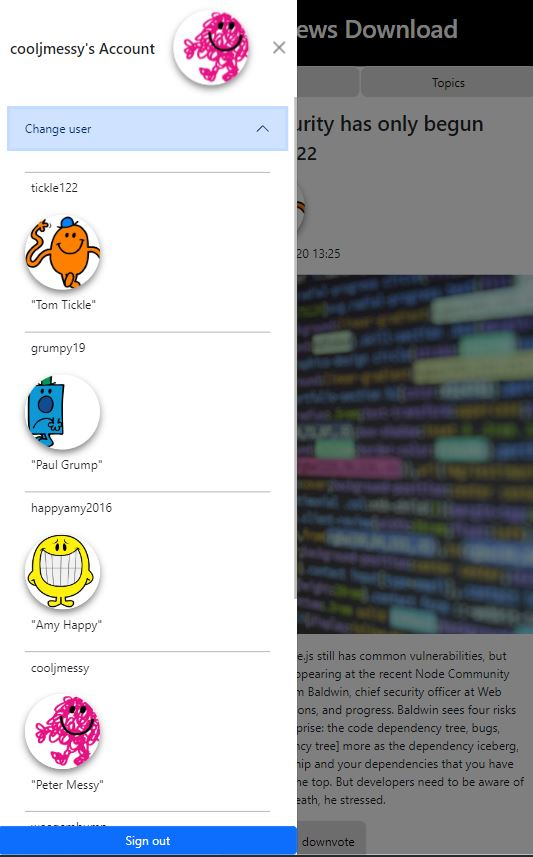 cooljmessy's Account
Change user
tickle122
"Tom Tickle"
grumpy19
"Paul Grump"
happyamy2016
"Amy Happy"
cooljmessy
"Peter Messy"
Sign out
ews Download
Topics
urity has only begun
22
20 13:25
e.js still has common vulnerabilities, but
ppearing at the recent Node Community
m Baldwin, chief security officer at Web
ons, and progress. Baldwin sees four risks
prise: the code dependency tree, bugs,
ncy tree] more as the dependency iceberg,
hip and your dependencies that you have
he top. But developers need to be aware of
eath, he stressed.
downvote